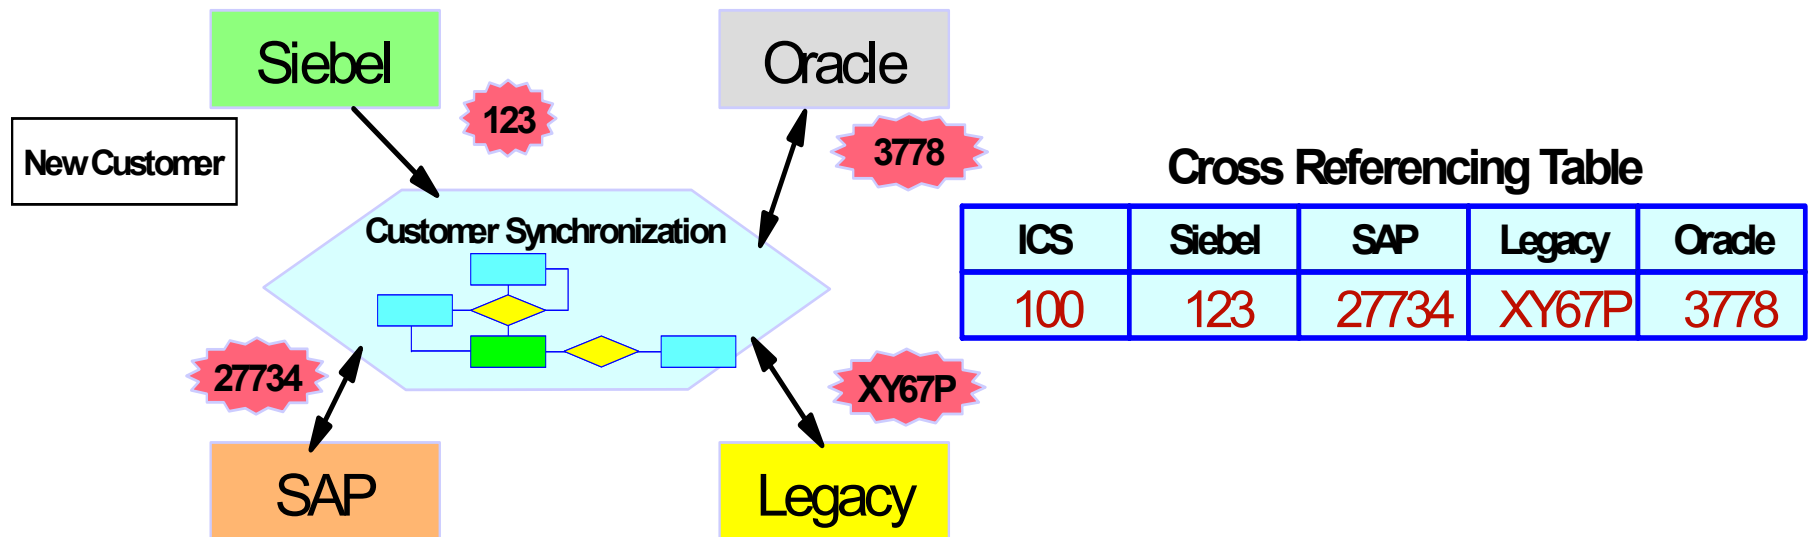 Siebel
Oracle
123
New Customer
3778
Cross Referencing Table
Customer Synchronization
ICS Siebel SAP Legacy Oracle
100 123 27734 XY67P 3778
27734
XY67P
SAP
Legacy